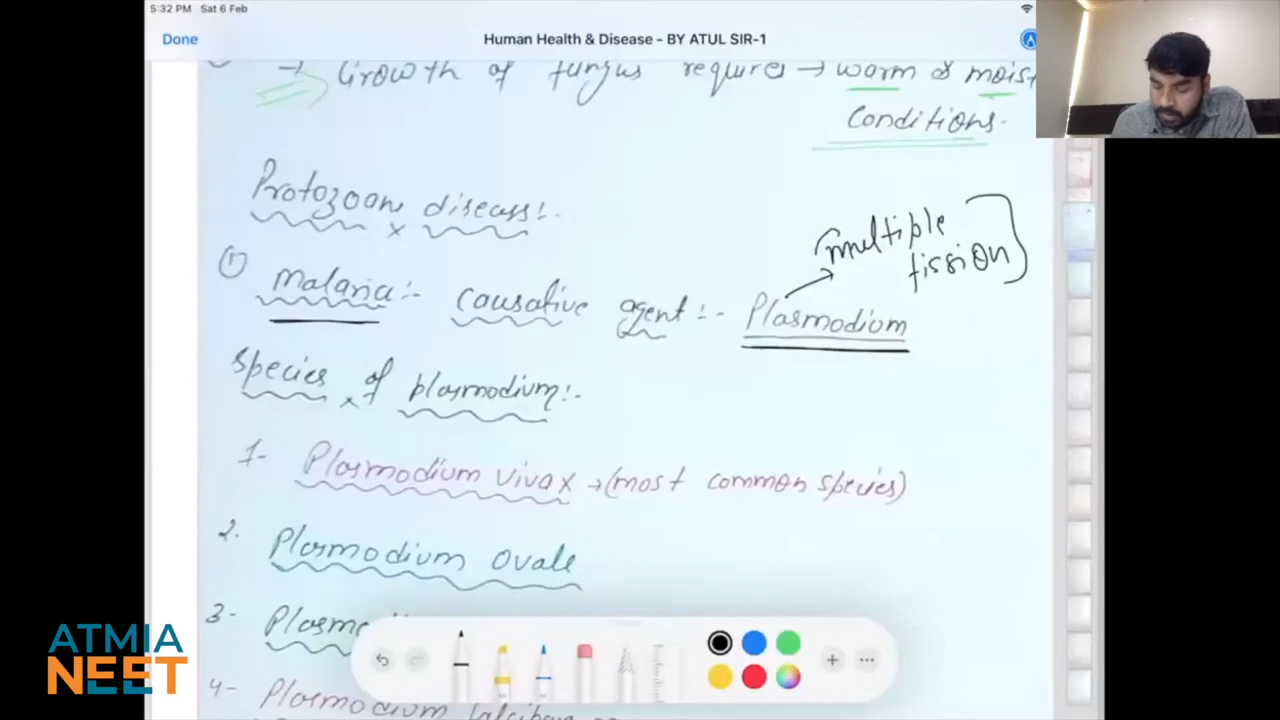 5:32 PM Sat 6 Feb
Done
Human Health & Disease - BY ATUL SIR-1
→ Growth of fungus requires → warm & moist
conditions.
Protozoan diseases:-
multiple
fission
① Malaria:- causative agent:- Plasmodium
Species of plasmodium:-
1- Plasmodium vivax → (most common species)
2. Plasmodium ovale
3-
4- Plasmodium
ATMIA
NEET